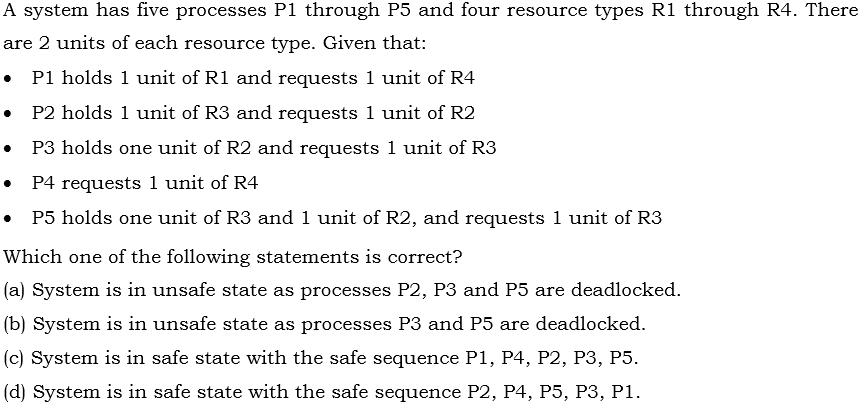 A system has five processes P1 through P5 and four resource types R1 through R4. There
are 2 units of each resource type. Given that:
• P1 holds 1 unit of R1 and requests 1 unit of R4
• P2 holds 1 unit of R3 and requests 1 unit of R2
• P3 holds one unit of R2 and requests 1 unit of R3
• P4 requests 1 unit of R4
• P5 holds one unit of R3 and 1 unit of R2, and requests 1 unit of R3
Which one of the following statements is correct?
(a) System is in unsafe state as processes P2, P3 and P5 are deadlocked.
(b) System is in unsafe state as processes P3 and P5 are deadlocked.
(c) System is in safe state with the safe sequence P1, P4, P2, P3, P5.
(d) System is in safe state with the safe sequence P2, P4, P5, P3, P1.